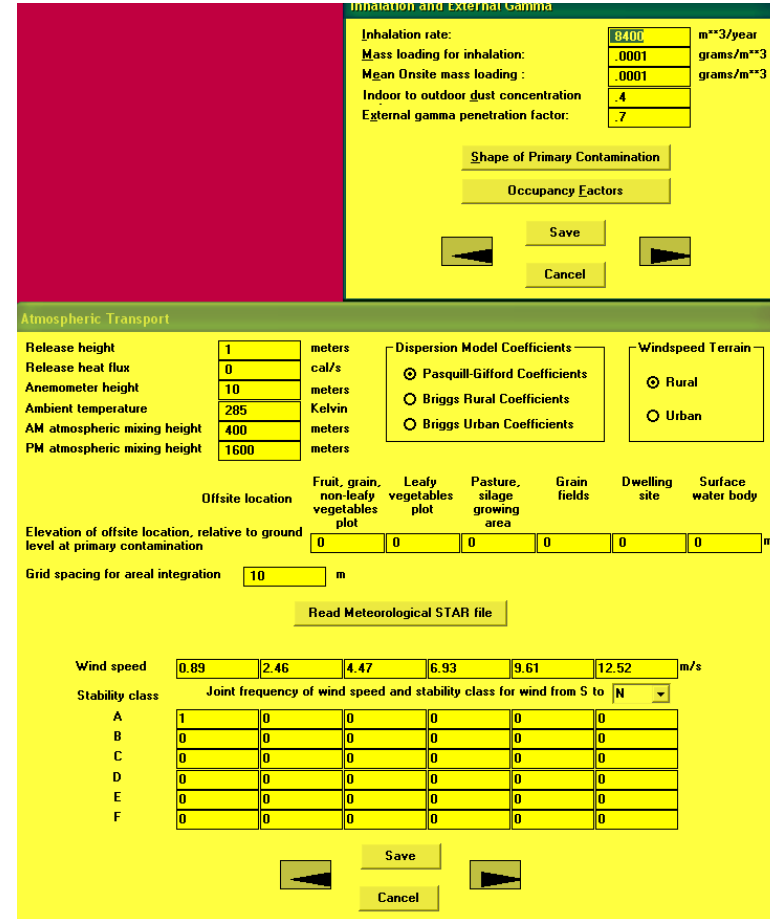 Inhalation and External Gamma
Inhalation rate: 8400 m**3/year
Mass loading for inhalation: .0001 grams/m**3
Mean Onsite mass loading : .0001 grams/m**3
Indoor to outdoor dust concentration .4
External gamma penetration factor: .7
Shape of Primary Contamination
Occupancy Factors
Save
Cancel
Atmospheric Transport
Release height 1 meters
Release heat flux 0 cal/s
Anemometer height 10 meters
Ambient temperature 285 Kelvin
AM atmospheric mixing height 400 meters
PM atmospheric mixing height 1600 meters
Dispersion Model Coefficients
Pasquill-Gifford Coefficients
Briggs Rural Coefficients
Briggs Urban Coefficients
Windspeed Terrain
Rural
Urban
Offsite location
Fruit, grain, non-leafy vegetables plot
Leafy vegetables plot
Pasture, silage growing area
Grain fields
Dwelling site
Surface water body
Elevation of offsite location, relative to ground
level at primary contamination 0 0 0 0 0 0 m
Grid spacing for areal integration 10 m
Read Meteorological STAR file
Wind speed 0.89 2.46 4.47 6.93 9.61 12.52 m/s
Stability class Joint frequency of wind speed and stability class for wind from S to N
A 1 0 0 0 0 0
B 0 0 0 0 0 0
C 0 0 0 0 0 0
D 0 0 0 0 0 0
E 0 0 0 0 0 0
F 0 0 0 0 0 0
Save
Cancel